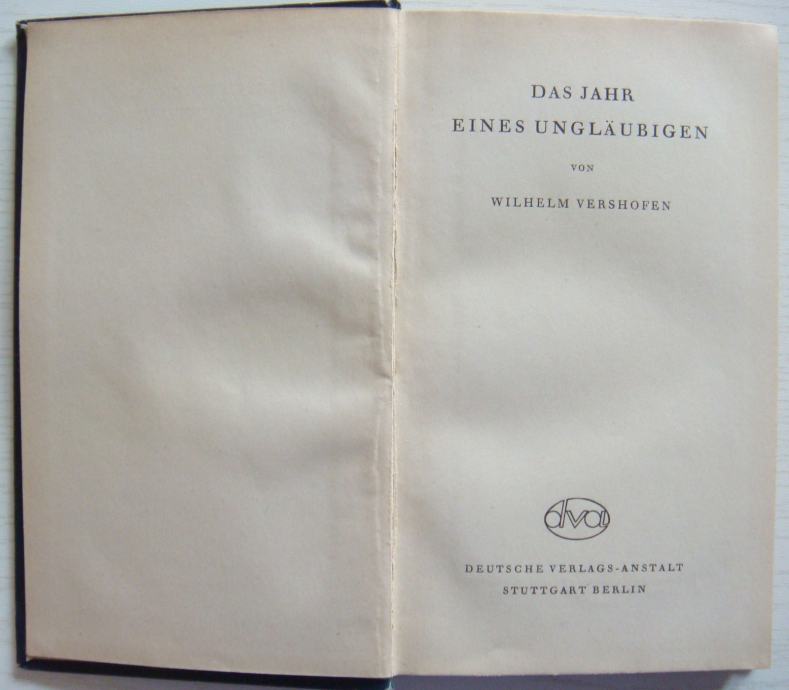 DAS JAHR
EINES UNGLÄUBIGEN
VON
WILHELM VERSHOFEN
dva
DEUTSCHE VERLAGS-ANSTALT
STUTTGART BERLIN